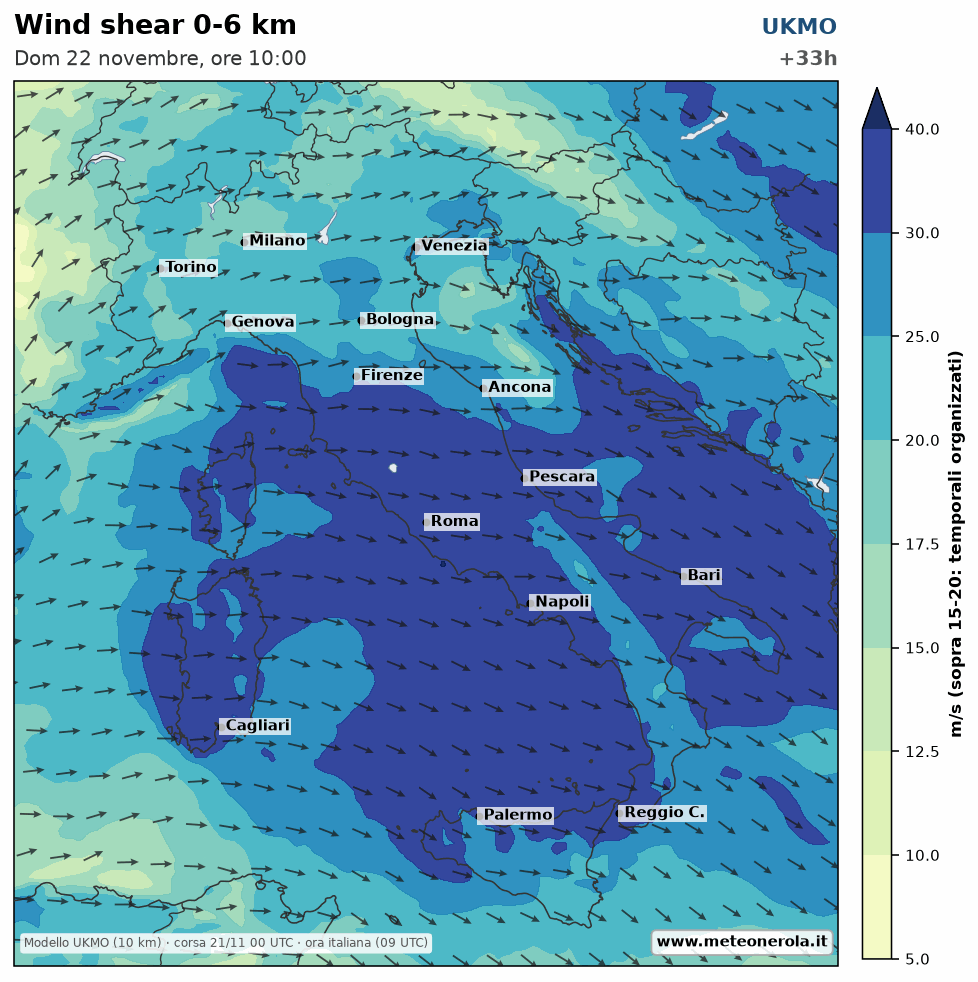 Wind shear 0-6 km
UKMO
Dom 22 novembre, ore 10:00
+33h
40.0
30.0
25.0
20.0
17.5
15.0
12.5
10.0
5.0
m/s (sopra 15-20: temporali organizzati)
Milano
Venezia
Torino
Genova
Bologna
Firenze
Ancona
Pescara
Roma
Bari
Napoli
Cagliari
Palermo
Reggio C.
Modello UKMO (10 km) · corsa 21/11 00 UTC · ora italiana (09 UTC)
www.meteonerola.it